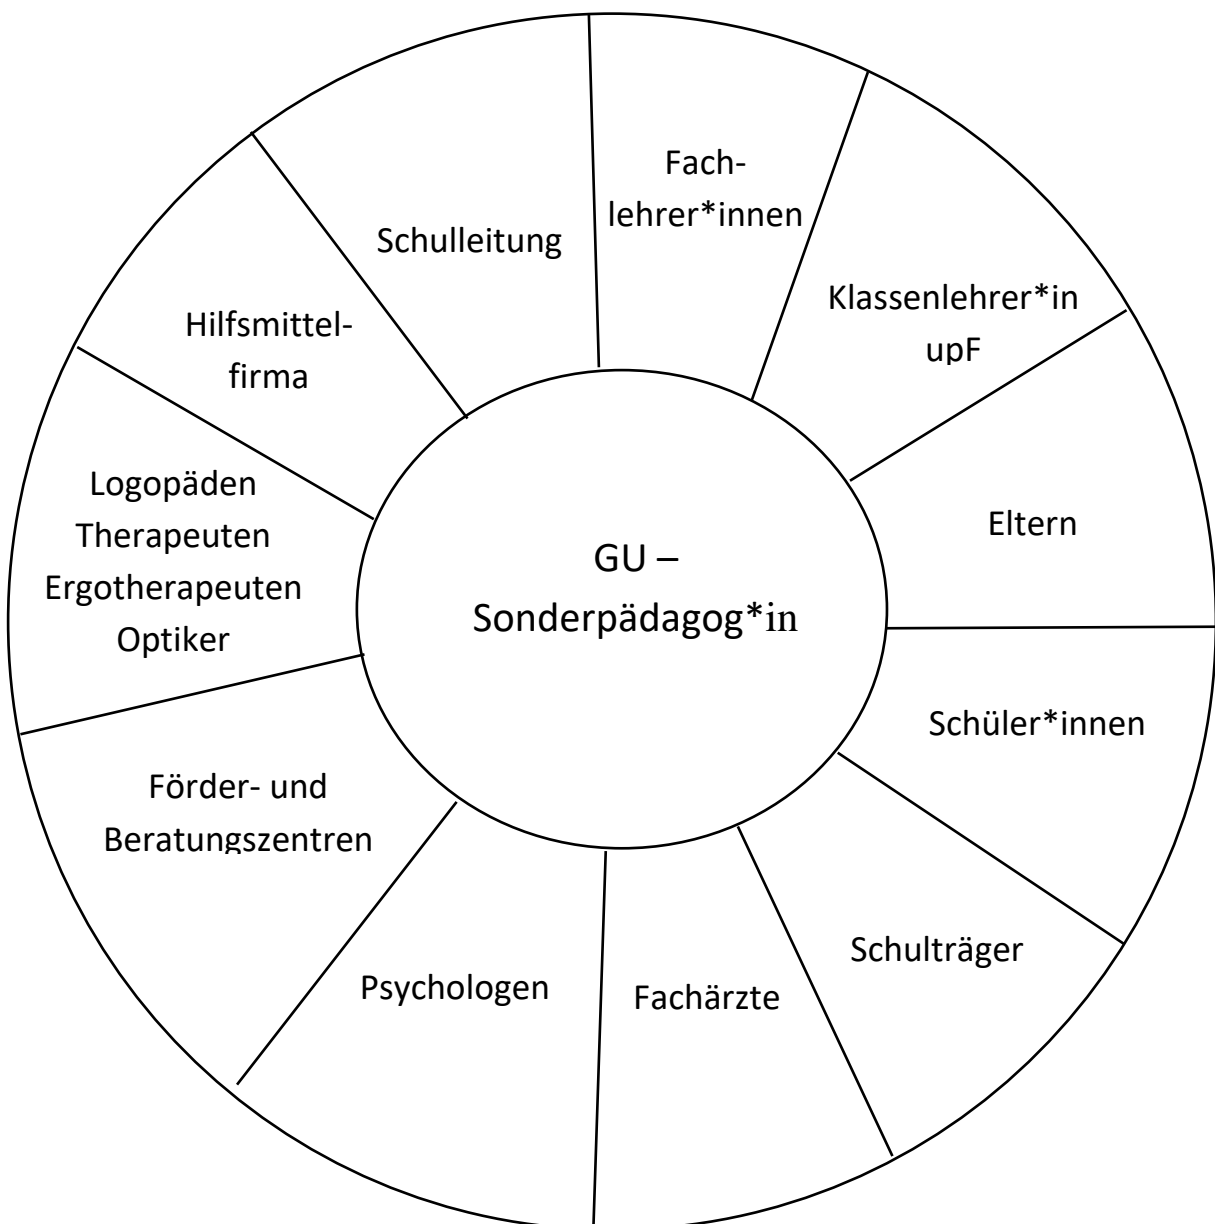 Fach-
lehrer*innen
Schulleitung
Klassenlehrer*in
upF
Hilfsmittel-
firma
Logopäden
Therapeuten
Ergotherapeuten
Optiker
Eltern
GU –
Sonderpädagog*in
Schüler*innen
Förder- und
Beratungszentren
Schulträger
Psychologen
Fachärzte